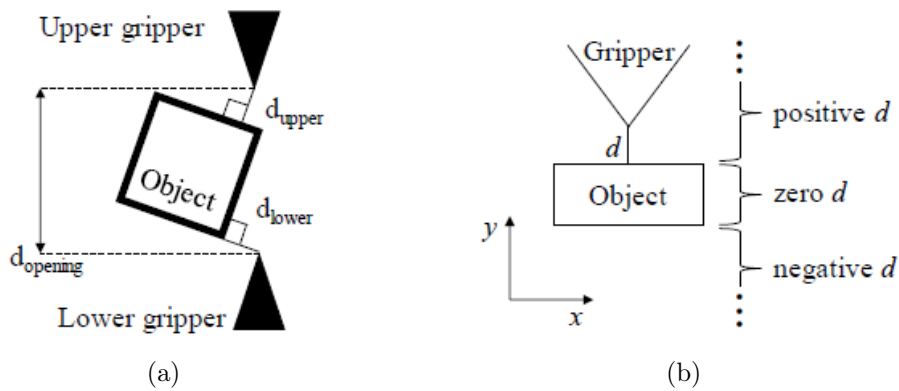 Upper gripper
d_upper
Object
d_lower
d_opening
Lower gripper
(a)
Gripper
d
Object
y
x
positive d
zero d
negative d
(b)